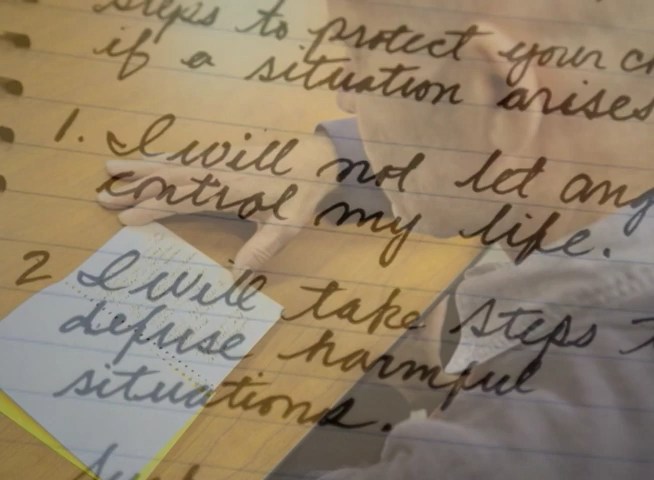 steps to protect your
if a situation arises
1. I will not let
control my life.
2 I will take steps
defuse harmful
situations.